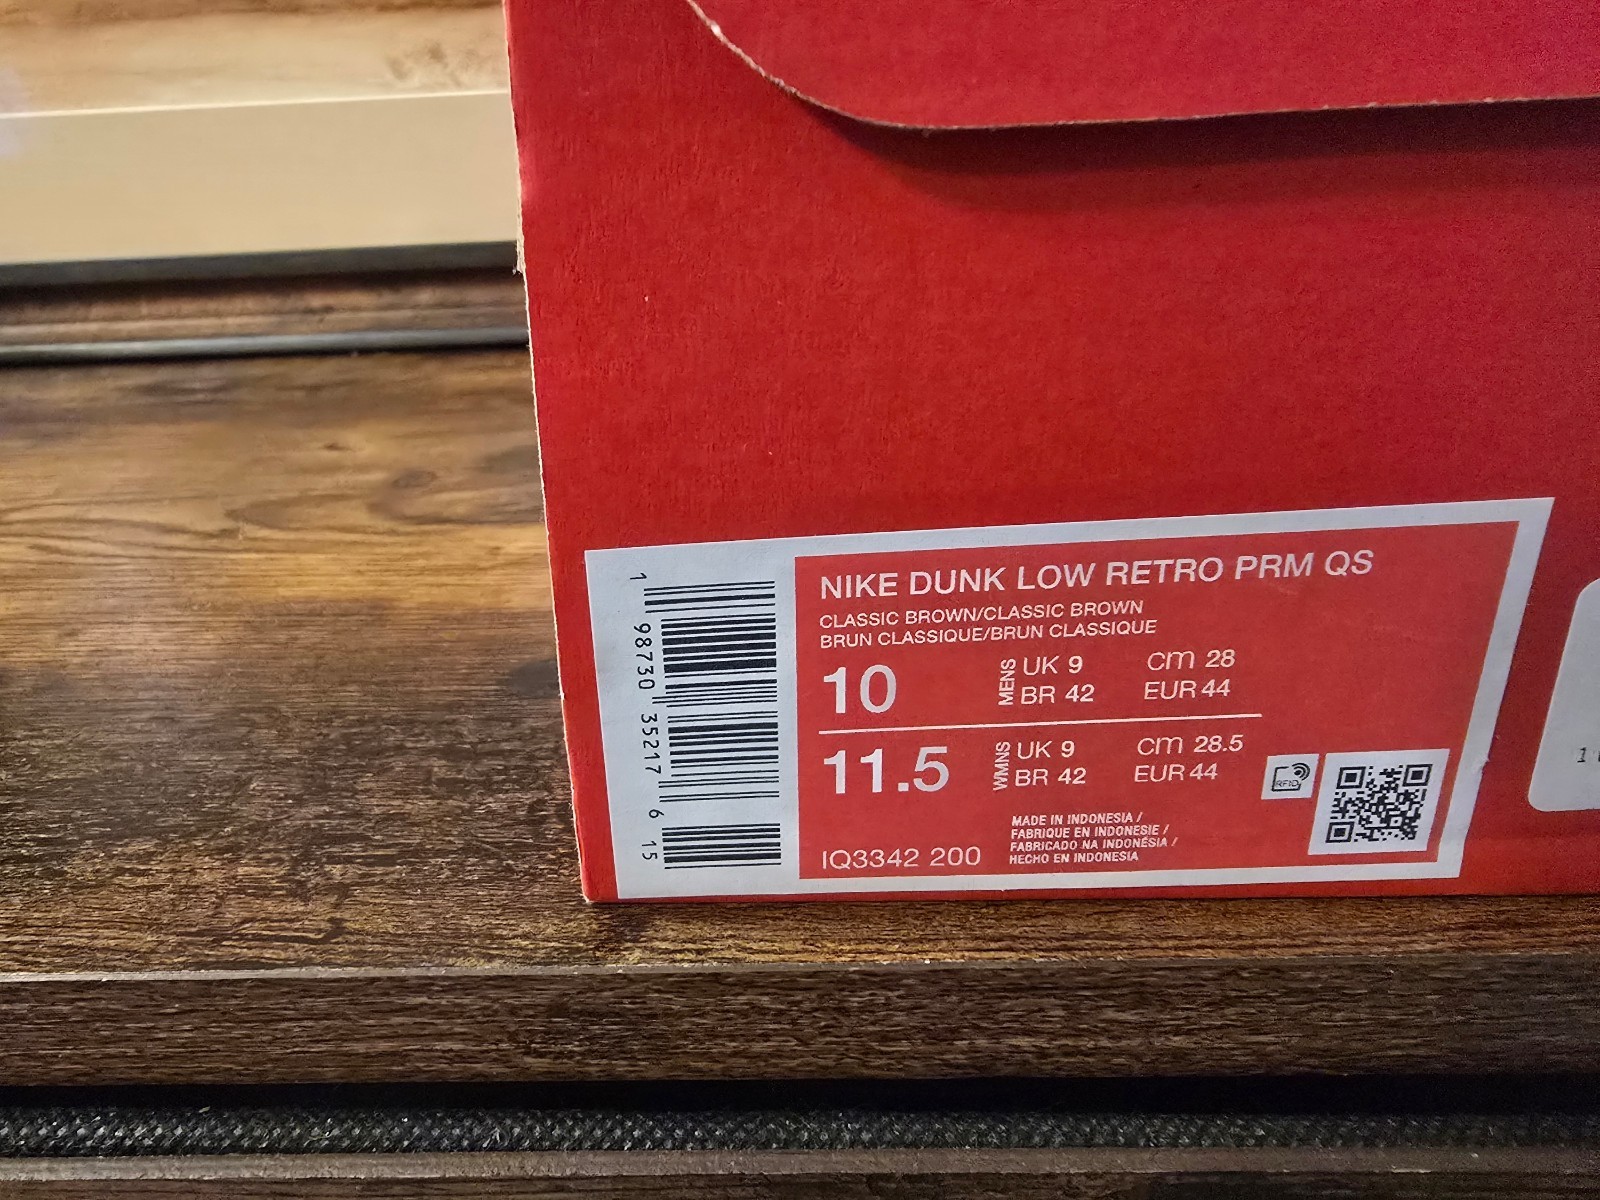 NIKE DUNK LOW RETRO PRM QS
CLASSIC BROWN/CLASSIC BROWN
BRUN CLASSIQUE/BRUN CLASSIQUE
10 MENS UK 9 cm 28
BR 42 EUR 44
11.5 WMNS UK 9 cm 28.5
BR 42 EUR 44
RFID
MADE IN INDONESIA /
FABRIQUE EN INDONESIE /
FABRICADO NA INDONÉSIA /
HECHO EN INDONESIA
IQ3342 200
1 98730 35217 6 15